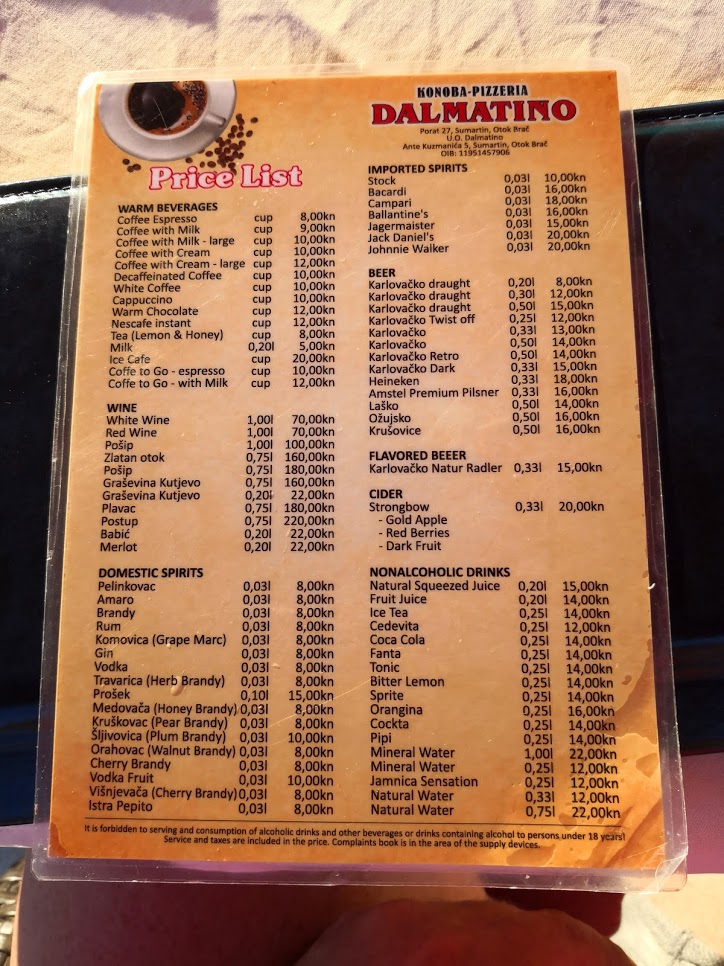 KONOBA-PIZZERIA
DALMATINO
Porat 27, Sumartin, Otok Brač
U.O. Dalmatino
Ante Kuzmanića 5, Sumartin, Otok Brač
OIB: 11951457906
Price List
WARM BEVERAGES
Coffee Espresso cup 8,00kn
Coffee with Milk cup 9,00kn
Coffee with Milk - large cup 10,00kn
Coffee with Cream cup 10,00kn
Coffee with Cream - large cup 12,00kn
Decaffeinated Coffee cup 10,00kn
White Coffee cup 10,00kn
Cappuccino cup 10,00kn
Warm Chocolate cup 12,00kn
Nescafe instant cup 12,00kn
Tea (Lemon & Honey) cup 8,00kn
Milk 0,20l 5,00kn
Ice Cafe cup 20,00kn
Coffe to Go - espresso cup 10,00kn
Coffe to Go - with Milk cup 12,00kn
WINE
White Wine 1,00l 70,00kn
Red Wine 1,00l 70,00kn
Pošip 1,00l 100,00kn
Zlatan otok 0,75l 160,00kn
Pošip 0,75l 180,00kn
Graševina Kutjevo 0,75l 160,00kn
Graševina Kutjevo 0,20l 22,00kn
Plavac 0,75l 180,00kn
Postup 0,75l 220,00kn
Babić 0,20l 22,00kn
Merlot 0,20l 22,00kn
DOMESTIC SPIRITS
Pelinkovac 0,03l 8,00kn
Amaro 0,03l 8,00kn
Brandy 0,03l 8,00kn
Rum 0,03l 8,00kn
Komovica (Grape Marc) 0,03l 8,00kn
Gin 0,03l 8,00kn
Vodka 0,03l 8,00kn
Travarica (Herb Brandy) 0,03l 8,00kn
Prošek 0,10l 15,00kn
Medovača (Honey Brandy) 0,03l 8,00kn
Kruškovac (Pear Brandy) 0,03l 8,00kn
Šljivovica (Plum Brandy) 0,03l 10,00kn
Orahovac (Walnut Brandy) 0,03l 8,00kn
Cherry Brandy 0,03l 8,00kn
Vodka Fruit 0,03l 10,00kn
Višnjevača (Cherry Brandy) 0,03l 8,00kn
Istra Pepito 0,03l 8,00kn
IMPORTED SPIRITS
Stock 0,03l 10,00kn
Bacardi 0,03l 16,00kn
Campari 0,03l 18,00kn
Ballantine's 0,03l 16,00kn
Jagermaister 0,03l 15,00kn
Jack Daniel's 0,03l 20,00kn
Johnnie Walker 0,03l 20,00kn
BEER
Karlovačko draught 0,20l 8,00kn
Karlovačko draught 0,30l 12,00kn
Karlovačko draught 0,50l 15,00kn
Karlovačko Twist off 0,25l 12,00kn
Karlovačko 0,33l 13,00kn
Karlovačko 0,50l 14,00kn
Karlovačko Retro 0,50l 14,00kn
Karlovačko Dark 0,33l 15,00kn
Heineken 0,33l 18,00kn
Amstel Premium Pilsner 0,33l 16,00kn
Laško 0,50l 14,00kn
Ožujsko 0,50l 16,00kn
Krušovice 0,50l 16,00kn
FLAVORED BEEER
Karlovačko Natur Radler 0,33l 15,00kn
CIDER
Strongbow 0,33l 20,00kn
- Gold Apple
- Red Berries
- Dark Fruit
NONALCOHOLIC DRINKS
Natural Squeezed Juice 0,20l 15,00kn
Fruit Juice 0,20l 14,00kn
Ice Tea 0,25l 14,00kn
Cedevita 0,25l 12,00kn
Coca Cola 0,25l 14,00kn
Fanta 0,25l 14,00kn
Tonic 0,25l 14,00kn
Bitter Lemon 0,25l 14,00kn
Sprite 0,25l 14,00kn
Orangina 0,25l 16,00kn
Cockta 0,25l 14,00kn
Pipi 0,25l 14,00kn
Mineral Water 1,00l 22,00kn
Mineral Water 0,25l 12,00kn
Jamnica Sensation 0,25l 12,00kn
Natural Water 0,33l 12,00kn
Natural Water 0,75l 22,00kn
It is forbidden to serving and consumption of alcoholic drinks and other beverages or drinks containing alcohol to persons under 18 years!
Service and taxes are included in the price. Complaints book is in the area of the supply devices.